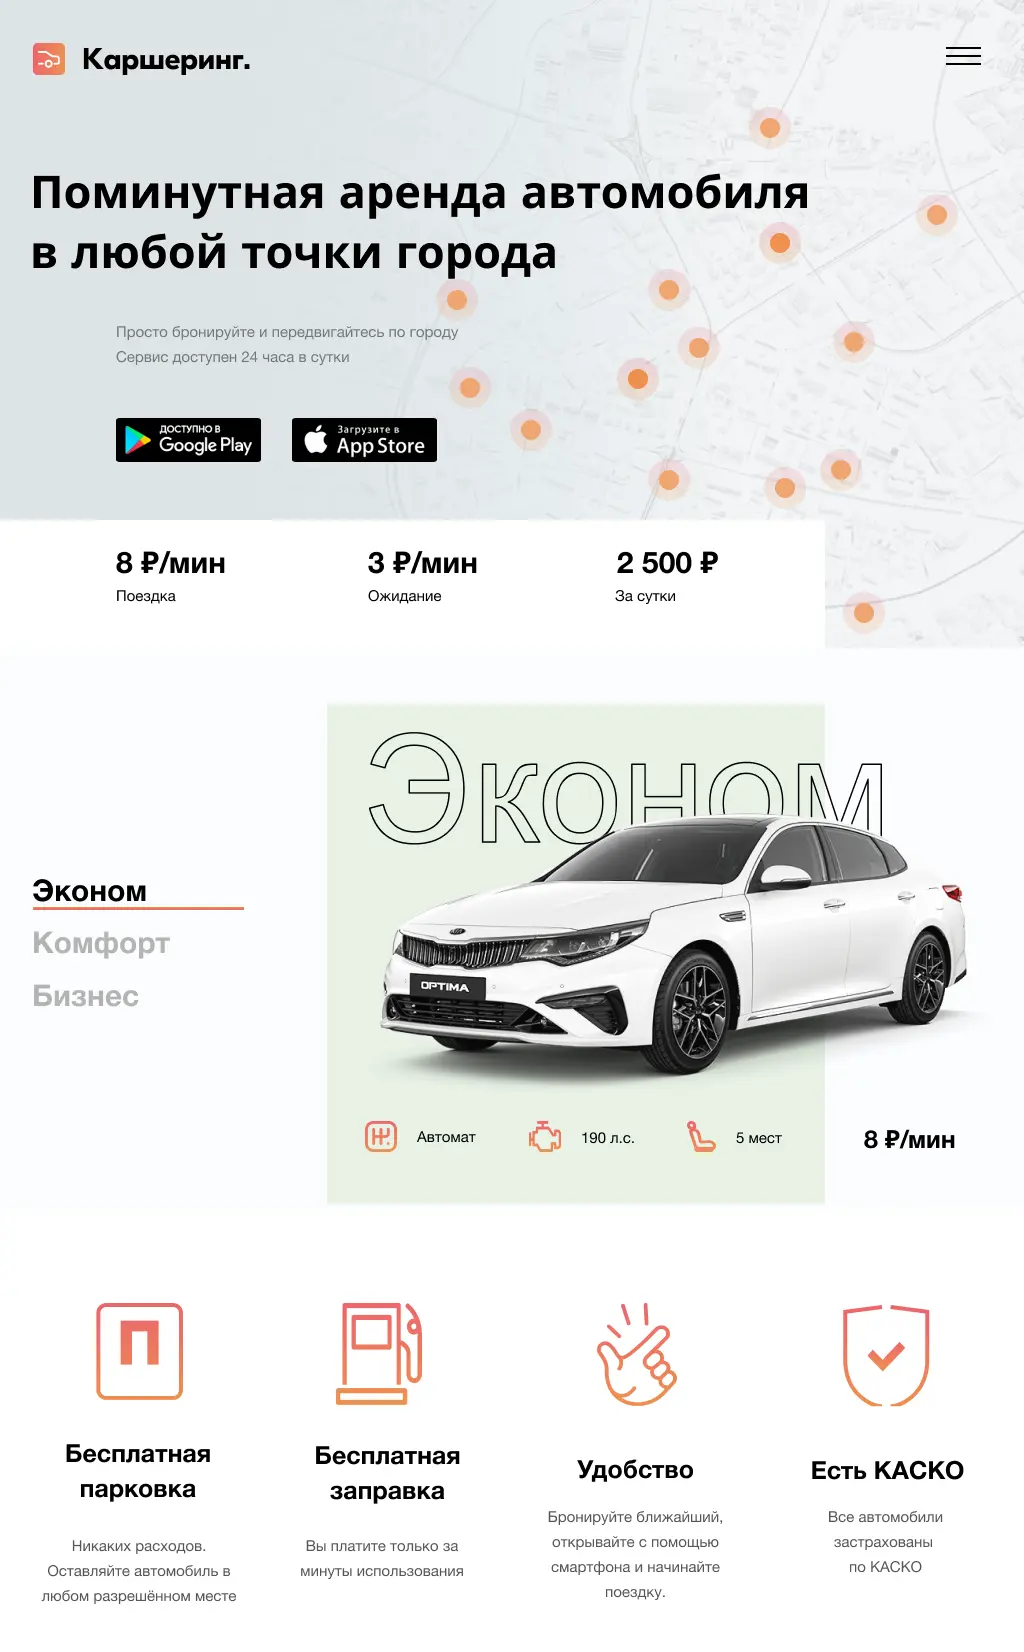 Каршеринг.
Поминутная аренда автомобиля
в любой точки города
Просто бронируйте и передвигайтесь по городу
Сервис доступен 24 часа в сутки
ДОСТУПНО В
Google Play
Загрузите в
App Store
8 ₽/мин
Поездка
3 ₽/мин
Ожидание
2 500 ₽
За сутки
Эконом
Эконом
Комфорт
Бизнес
OPTIMA
Автомат
190 л.с.
5 мест
8 ₽/мин
П
Бесплатная
парковка
Никаких расходов.
Оставляйте автомобиль в
любом разрешённом месте
Бесплатная
заправка
Вы платите только за
минуты использования
Удобство
Бронируйте ближайший,
открывайте с помощью
смартфона и начинайте
поездку.
Есть КАСКО
Все автомобили
застрахованы
по КАСКО